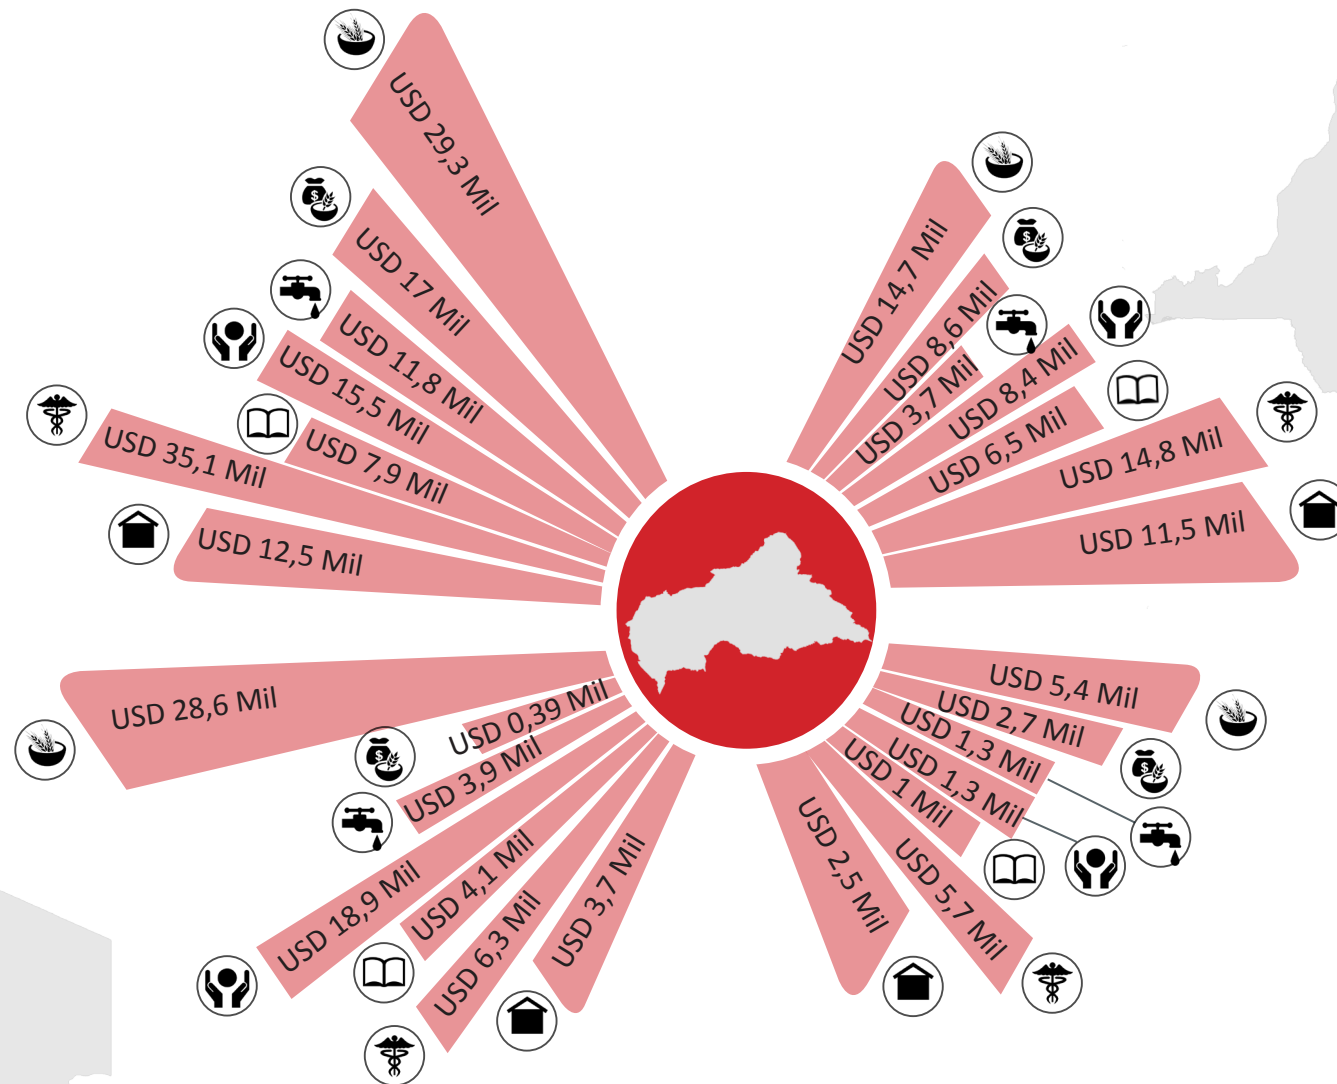 USD 29,3 Mil
USD 17 Mil
USD 11,8 Mil
USD 15,5 Mil
USD 7,9 Mil
USD 35,1 Mil
USD 12,5 Mil
USD 14,7 Mil
USD 8,6 Mil
USD 3,7 Mil
USD 8,4 Mil
USD 6,5 Mil
USD 14,8 Mil
USD 11,5 Mil
USD 28,6 Mil
USD 0,39 Mil
USD 3,9 Mil
USD 18,9 Mil
USD 4,1 Mil
USD 6,3 Mil
USD 3,7 Mil
USD 5,4 Mil
USD 2,7 Mil
USD 1,3 Mil
USD 1,3 Mil
USD 1 Mil
USD 5,7 Mil
USD 2,5 Mil